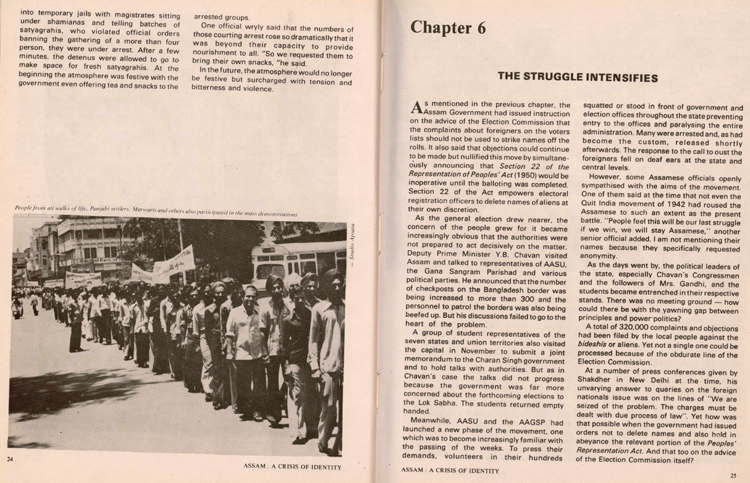 into temporary jails with magistrates sitting
under shamianas and telling batches of
satyagrahis, who violated official orders
banning the gathering of a more than four
person, they were under arrest. After a few
minutes, the detenus were allowed to go to
make space for fresh satyagrahis. At the
beginning the atmosphere was festive with the
government even offering tea and snacks to the
arrested groups.
One official wryly said that the numbers of
those courting arrest rose so dramatically that it
was beyond their capacity to provide
nourishment to all. "So we requested them to
bring their own snacks, "he said.
In the future, the atmosphere would no longer
be festive but surcharged with tension and
bitterness and violence.
People from all walks of life, Punjabi settlers, Marwaris and others also participated in the mass demonstrations
— Studio Apsara
24
ASSAM : A CRISIS OF IDENTITY
Chapter 6
THE STRUGGLE INTENSIFIES
As mentioned in the previous chapter, the
Assam Government had issued instruction
on the advice of the Election Commission that
the complaints about foreigners on the voters
lists should not be used to strike names off the
rolls. It also said that objections could continue
to be made but nullified this move by simultane-
ously announcing that Section 22 of the
Representation of Peoples' Act (1950) would be
inoperative until the balloting was completed.
Section 22 of the Act empowers electoral
registration officers to delete names of aliens at
their own discretion.
As the general election drew nearer, the
concern of the people grew for it became
increasingly obvious that the authorities were
not prepared to act decisively on the matter.
Deputy Prime Minister Y.B. Chavan visited
Assam and talked to representatives of AASU,
the Gana Sangram Parishad and various
political parties. He announced that the number
of checkposts on the Bangladesh border was
being increased to more than 300 and the
personnel to patrol the borders was also being
beefed up. But his discussions failed to go to the
heart of the problem.
A group of student representatives of the
seven states and union territories also visited
the capital in November to submit a joint
memorandum to the Charan Singh government
and to hold talks with authorities. But as in
Chavan's case the talks did not progress
because the government was far more
concerned about the forthcoming elections to
the Lok Sabha. The students returned empty
handed.
Meanwhile, AASU and the AAGSP had
launched a new phase of the movement, one
which was to become increasingly familiar with
the passing of the weeks. To press their
demands, volunteers in their hundreds
squatted or stood in front of government and
election offices throughout the state preventing
entry to the offices and paralysing the entire
administration. Many were arrested and, as had
become the custom, released shortly
afterwards. The response to the call to oust the
foreigners fell on deaf ears at the state and
central levels.
However, some Assamese officials openly
sympathised with the aims of the movement.
One of them said at the time that not even the
Quit India movement of 1942 had roused the
Assamese to such an extent as the present
battle. "People feel this will be our last struggle
if we win, we will stay Assamese," another
senior official added. I am not mentioning their
names because they specifically requested
anonymity.
As the days went by, the political leaders of
the state, especially Chavan's Congressmen
and the followers of Mrs. Gandhi, and the
students became entrenched in their respective
stands. There was no meeting ground — how
could there be with the yawning gap between
principles and power politics?
A total of 320,000 complaints and objections
had been filed by the local people against the
bideshis or aliens. Yet not a single one could be
processed because of the obdurate line of the
Election Commission.
At a number of press conferences given by
Shakdher in New Delhi at the time, his
unvarying answer to queries on the foreign
nationals issue was on the lines of "We are
seized of the problem. The charges must be
dealt with due process of law". Yet how was
that possible when the government had issued
orders not to delete names and also hold in
abeyance the relevant portion of the Peoples'
Representation Act. And that too on the advice
of the Election Commission itself?
ASSAM : A CRISIS OF IDENTITY
25